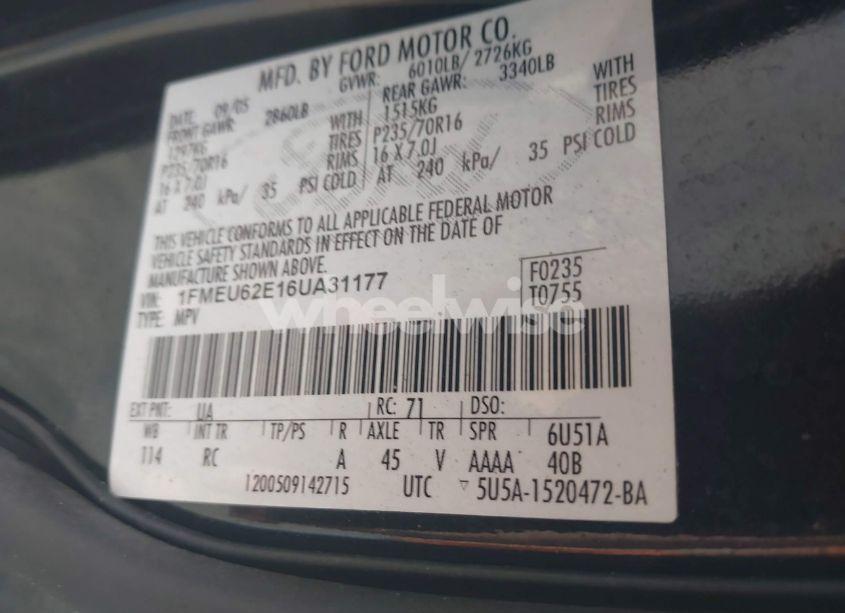 MFD. BY FORD MOTOR CO.
DATE: 09/05 GVWR: 6010LB/ 2726KG
FRONT GAWR: 2860LB REAR GAWR: 3340LB
1297KG WITH 1515KG WITH
P235/70R16 TIRES P235/70R16 TIRES
16 X 7.0J RIMS 16 X 7.0J RIMS
AT 240 kPa/ 35 PSI COLD AT 240 kPa/ 35 PSI COLD
THIS VEHICLE CONFORMS TO ALL APPLICABLE FEDERAL MOTOR
VEHICLE SAFETY STANDARDS IN EFFECT ON THE DATE OF
MANUFACTURE SHOWN ABOVE.
VIN: 1FMEU62E16UA31177 F0235
TYPE: MPV T0755
wheelwise
EXT PNT: UA RC: 71 DSO:
WB INT TR TP/PS R AXLE TR SPR 6U51A
114 RC A 45 V AAAA 40B
1200509142715 UTC ▽ 5U5A-1520472-BA